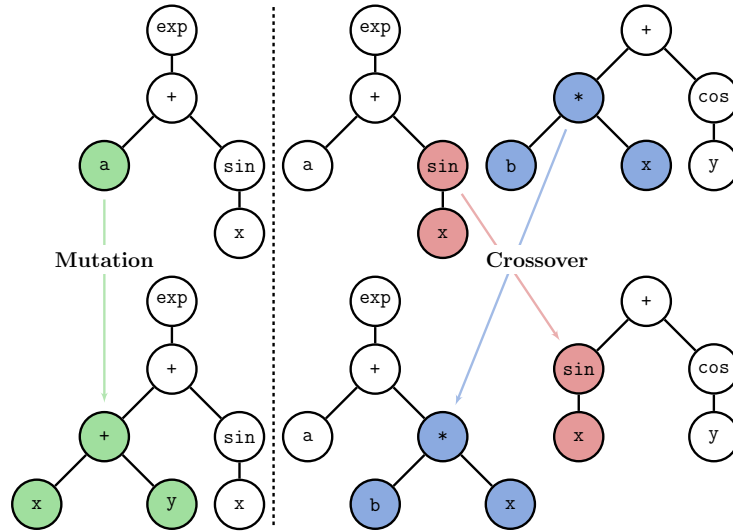 exp exp +
+ + * cos
a sin a sin b x y
x x
Mutation Crossover
exp exp +
+ + sin cos
+ sin a * x y
x y x b x